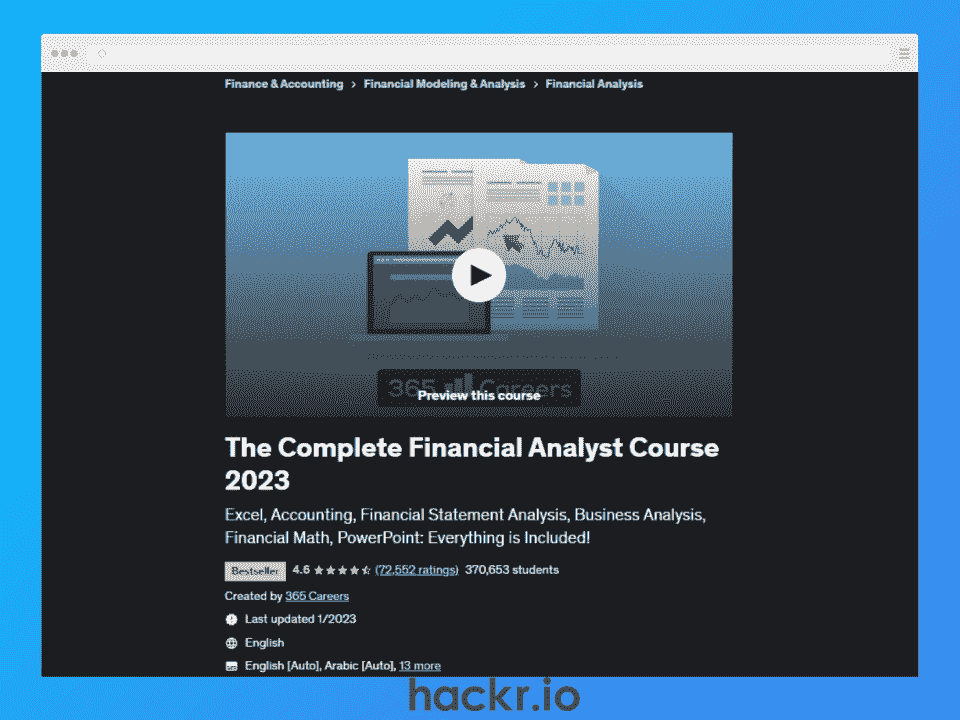 Finance & Accounting > Financial Modeling & Analysis > Financial Analysis
365 Careers
Preview this course
The Complete Financial Analyst Course
2023
Excel, Accounting, Financial Statement Analysis, Business Analysis,
Financial Math, PowerPoint: Everything is Included!
Bestseller 4.6 (72,552 ratings) 370,653 students
Created by 365 Careers
Last updated 1/2023
English
English [Auto], Arabic [Auto], 13 more
hackr.io